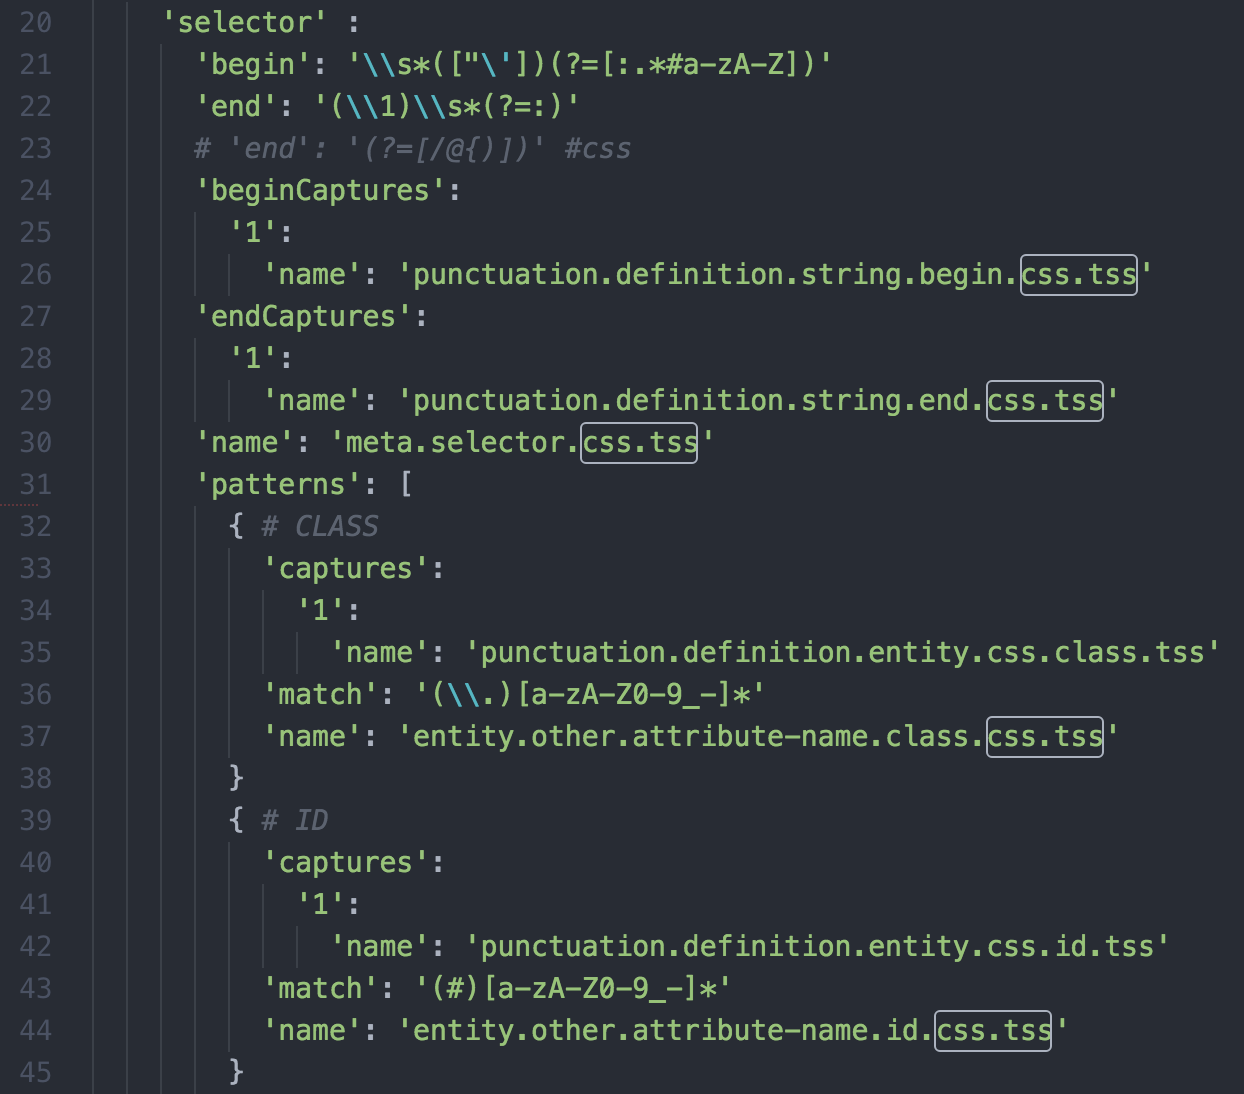 20 'selector' :
21 'begin': '\\s*(["\'])(?=[:.*#a-zA-Z])'
22 'end': '(\\1)\\s*(?=:)'
23 # 'end': '(?=[/@{)])' #css
24 'beginCaptures':
25 '1':
26 'name': 'punctuation.definition.string.begin.css.tss'
27 'endCaptures':
28 '1':
29 'name': 'punctuation.definition.string.end.css.tss'
30 'name': 'meta.selector.css.tss'
31 'patterns': [
32 { # CLASS
33 'captures':
34 '1':
35 'name': 'punctuation.definition.entity.css.class.tss'
36 'match': '(\\.)[a-zA-Z0-9_-]*'
37 'name': 'entity.other.attribute-name.class.css.tss'
38 }
39 { # ID
40 'captures':
41 '1':
42 'name': 'punctuation.definition.entity.css.id.tss'
43 'match': '(#)[a-zA-Z0-9_-]*'
44 'name': 'entity.other.attribute-name.id.css.tss'
45 }